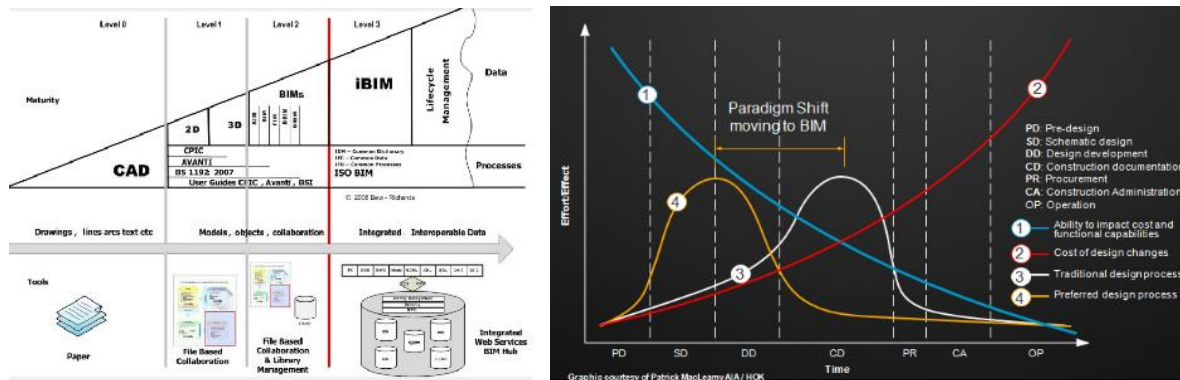 Level 0
Level 1
Level 2
Level 3
Maturity
CAD
2D
3D
BIMs
iBIM
Lifecycle
Management
Data
Processes
CPIC
AVANTI
BS 1192: 2007
User Guides CPIC , Avanti , BSI
ISO BIM
© 2008 Bew - Richards
Drawings , lines arcs text etc
Models , objects , collaboration
Integrated , Interoperable Data
Tools
Paper
File Based
Collaboration
File Based
Collaboration
& Library
Management
Integrated
Web Services
BIM Hub
Effort/Effect
1
2
3
4
Paradigm Shift
moving to BIM
PD: Pre-design
SD: Schematic design
DD: Design development
CD: Construction documentation
PR: Procurement
CA: Construction Administration
OP: Operation
1 Ability to impact cost and
functional capabilities
2 Cost of design changes
3 Traditional design process
4 Preferred design process
PD
SD
DD
CD
PR
CA
OP
Time
Graphic courtesy of Patrick MacLeamy AIA / HOK